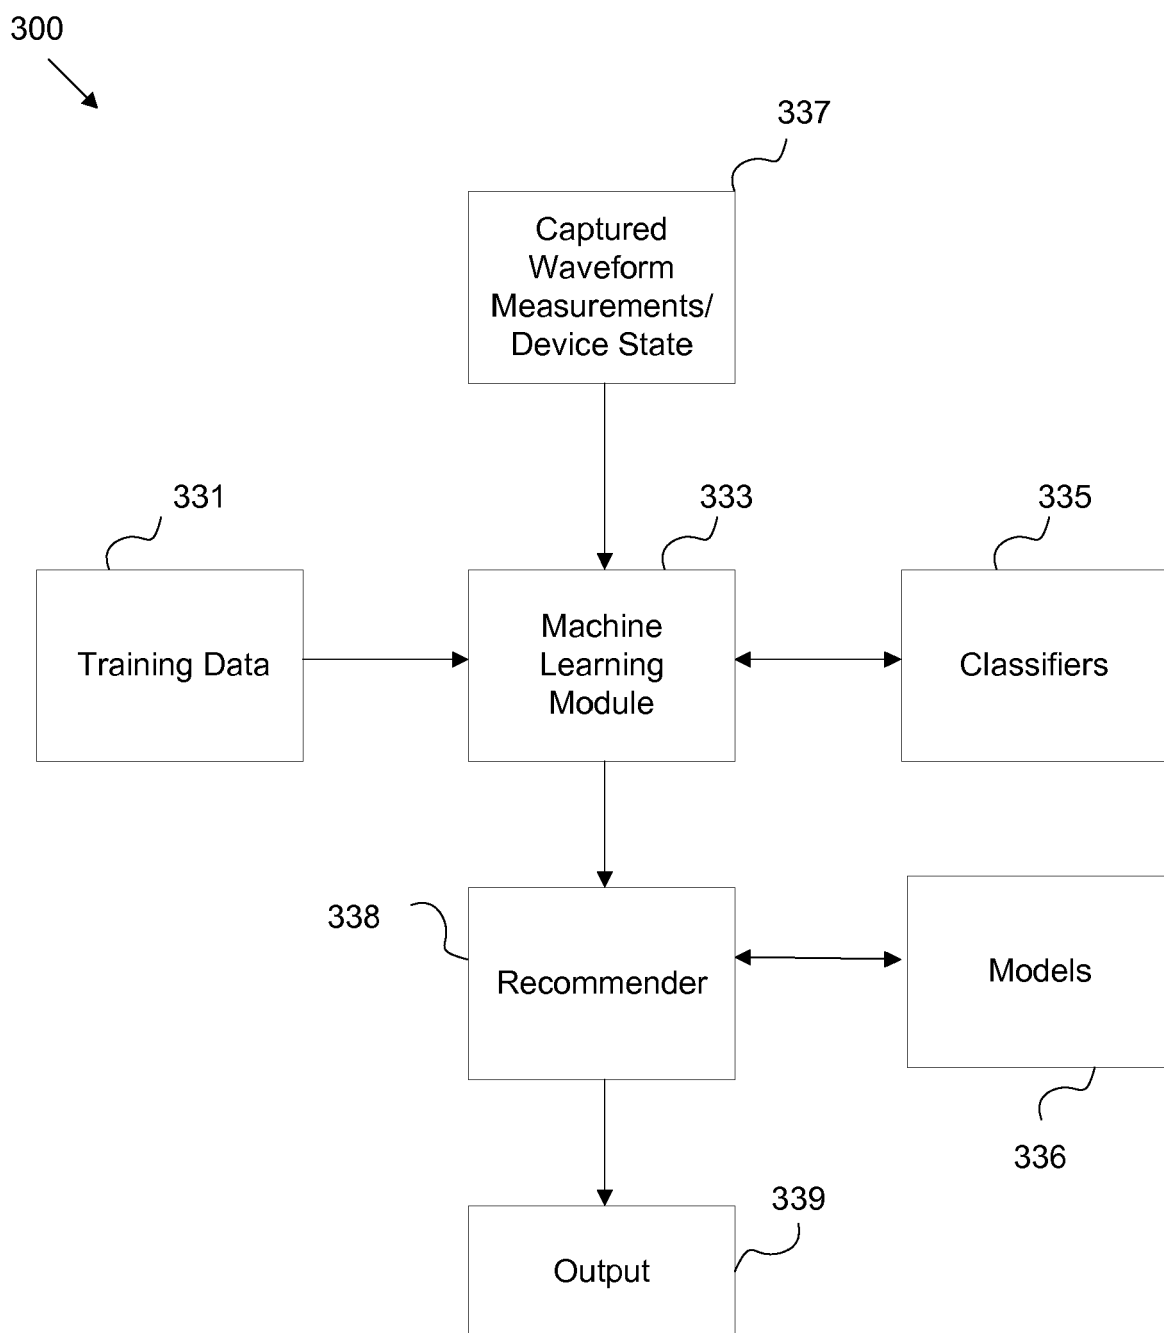 300
337
Captured
Waveform
Measurements/
Device State
331
333
335
Training Data
Machine
Learning
Module
Classifiers
338
Recommender
Models
336
339
Output